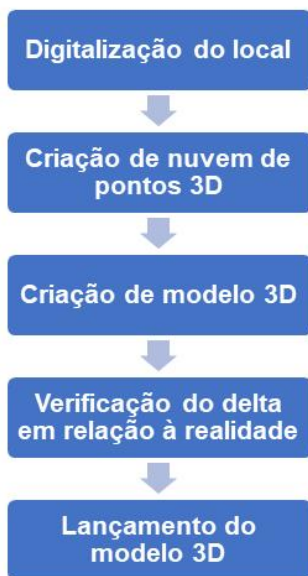 Digitalização do local
Criação de nuvem de
pontos 3D
Criação de modelo 3D
Verificação do delta
em relação à realidade
Lançamento do
modelo 3D